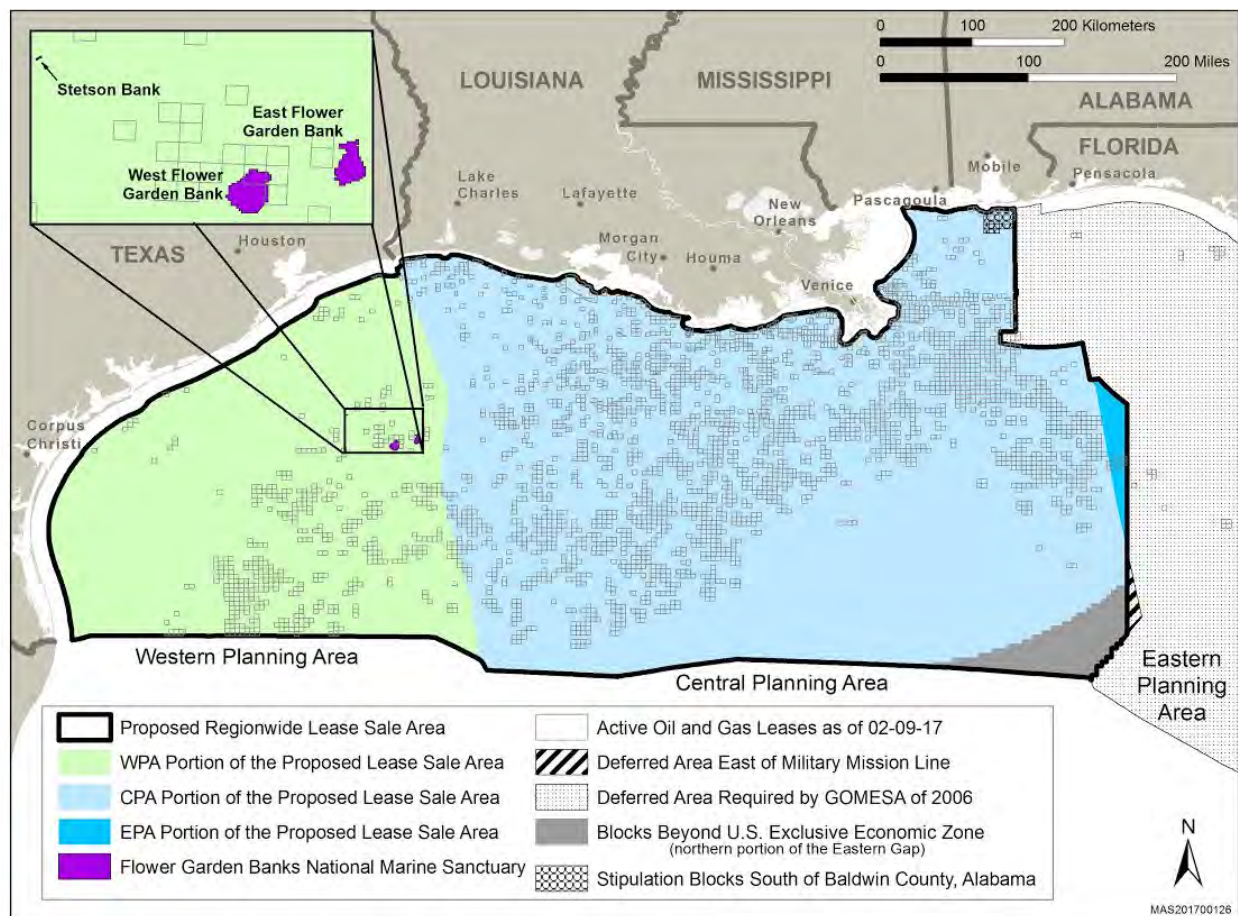 0 100 200 Kilometers
0 100 200 Miles
Stetson Bank
East Flower
Garden Bank
West Flower
Garden Bank
LOUISIANA
MISSISSIPPI
ALABAMA
FLORIDA
TEXAS
Houston
Lake
Charles
Lafayette
New
Orleans
Morgan
City
Houma
Venice
Pascagoula
Mobile
Pensacola
Corpus
Christi
Western Planning Area
Central Planning Area
Eastern
Planning
Area
Proposed Regionwide Lease Sale Area
WPA Portion of the Proposed Lease Sale Area
CPA Portion of the Proposed Lease Sale Area
EPA Portion of the Proposed Lease Sale Area
Flower Garden Banks National Marine Sanctuary
Active Oil and Gas Leases as of 02-09-17
Deferred Area East of Military Mission Line
Deferred Area Required by GOMESA of 2006
Blocks Beyond U.S. Exclusive Economic Zone
(northern portion of the Eastern Gap)
Stipulation Blocks South of Baldwin County, Alabama
N
MAS201700126